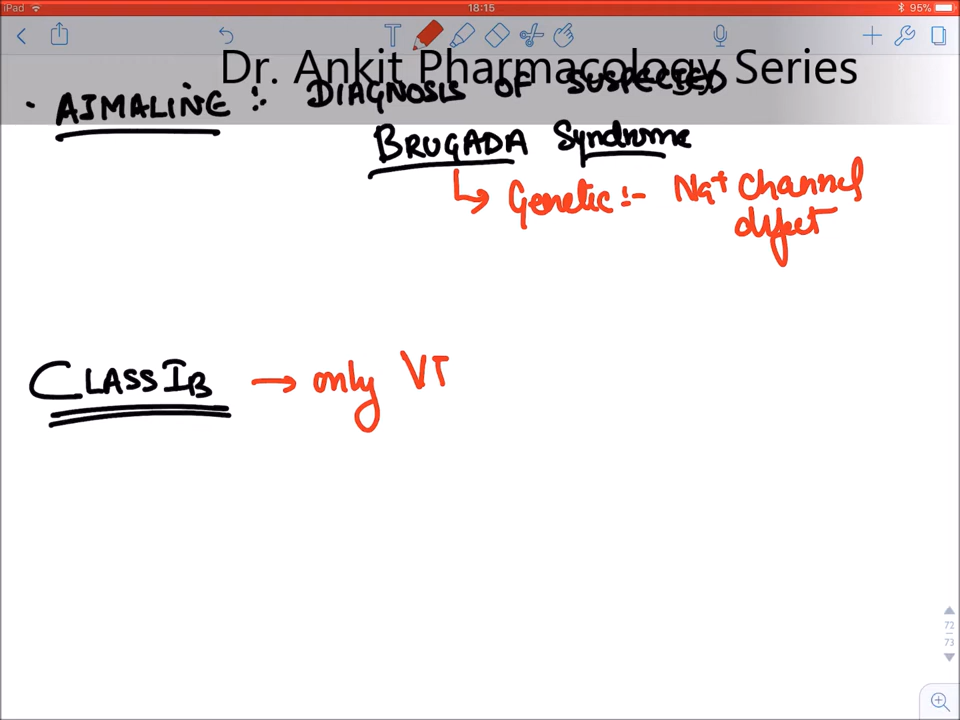 iPad 18:15 95%
Dr. Ankit Pharmacology Series
• AJMALINE :- DIAGNOSIS OF SUSPECTED
BRUGADA Syndrome
↳ Genetic :- Na+ channel
defect
CLASS IB → only VT
72
73